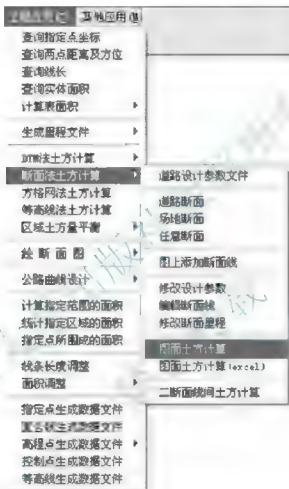 工程应用(C) 其他应用(M)
查询指定点坐标
查询两点距离及方位
查询线长
查询实体面积
计算表面积
生成里程文件
DTM法土方计算
断面法土方计算
方格网法土方计算
等高线法土方计算
区域土方量平衡
绘断面图
公路曲线设计
计算指定范围的面积
统计指定区域的面积
指定点所围成的面积
线条长度调整
面积调整
指定点生成数据文件
高程点生成数据文件
控制点生成数据文件
等高线生成数据文件
道路设计参数文件
道路断面
场地断面
任意断面
图上添加断面线
修改设计参数
编辑断面线
修改断面里程
图面土方计算
图面土方计算(excel)
二断面线间土方计算